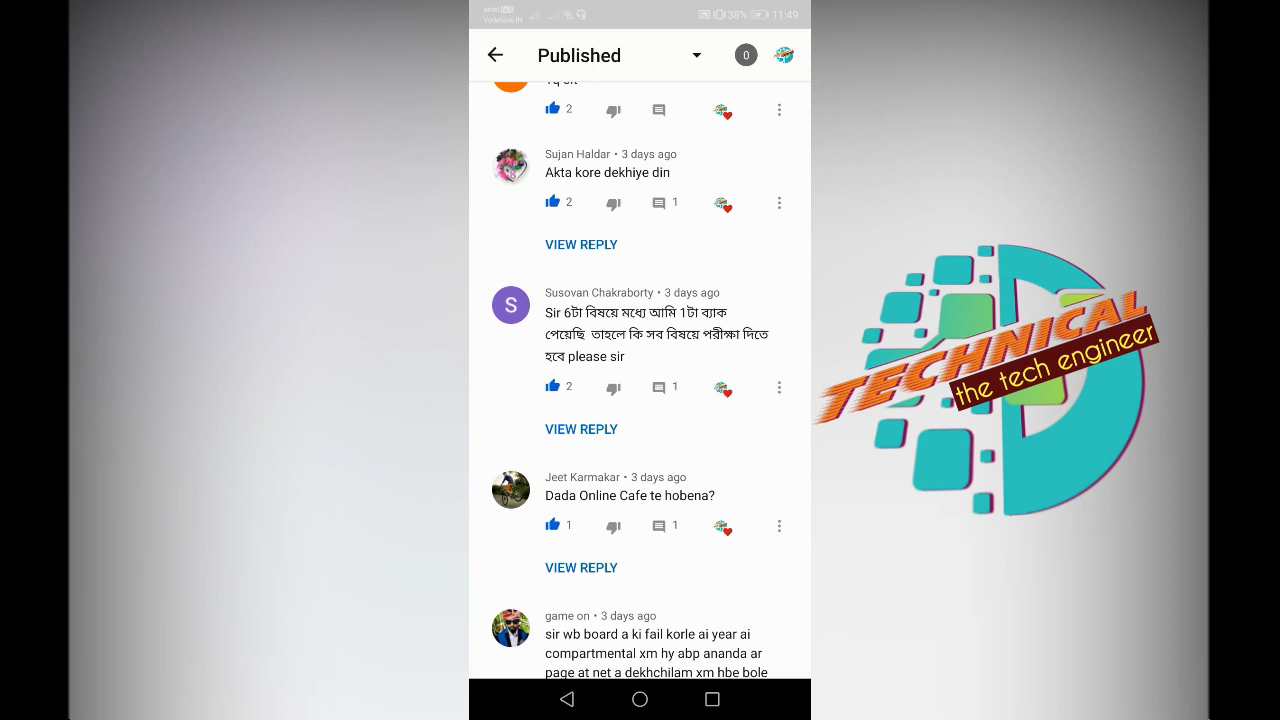 airtel
Vodafone IN
38%
11:49
Published
0
2
Sujan Haldar • 3 days ago
Akta kore dekhiye din
2
1
VIEW REPLY
S
Susovan Chakraborty • 3 days ago
Sir 6টা বিষয়ে মধ্যে আমি 1টা ব্যাক
পেয়েছি তাহলে কি সব বিষয়ে পরীক্ষা দিতে
হবে please sir
2
1
VIEW REPLY
Jeet Karmakar • 3 days ago
Dada Online Cafe te hobena?
1
1
VIEW REPLY
game on • 3 days ago
sir wb board a ki fail korle ai year ai
compartmental xm hy abp ananda ar
page at net a dekhchilam xm hbe bole
TECHNICAL
the tech engineer